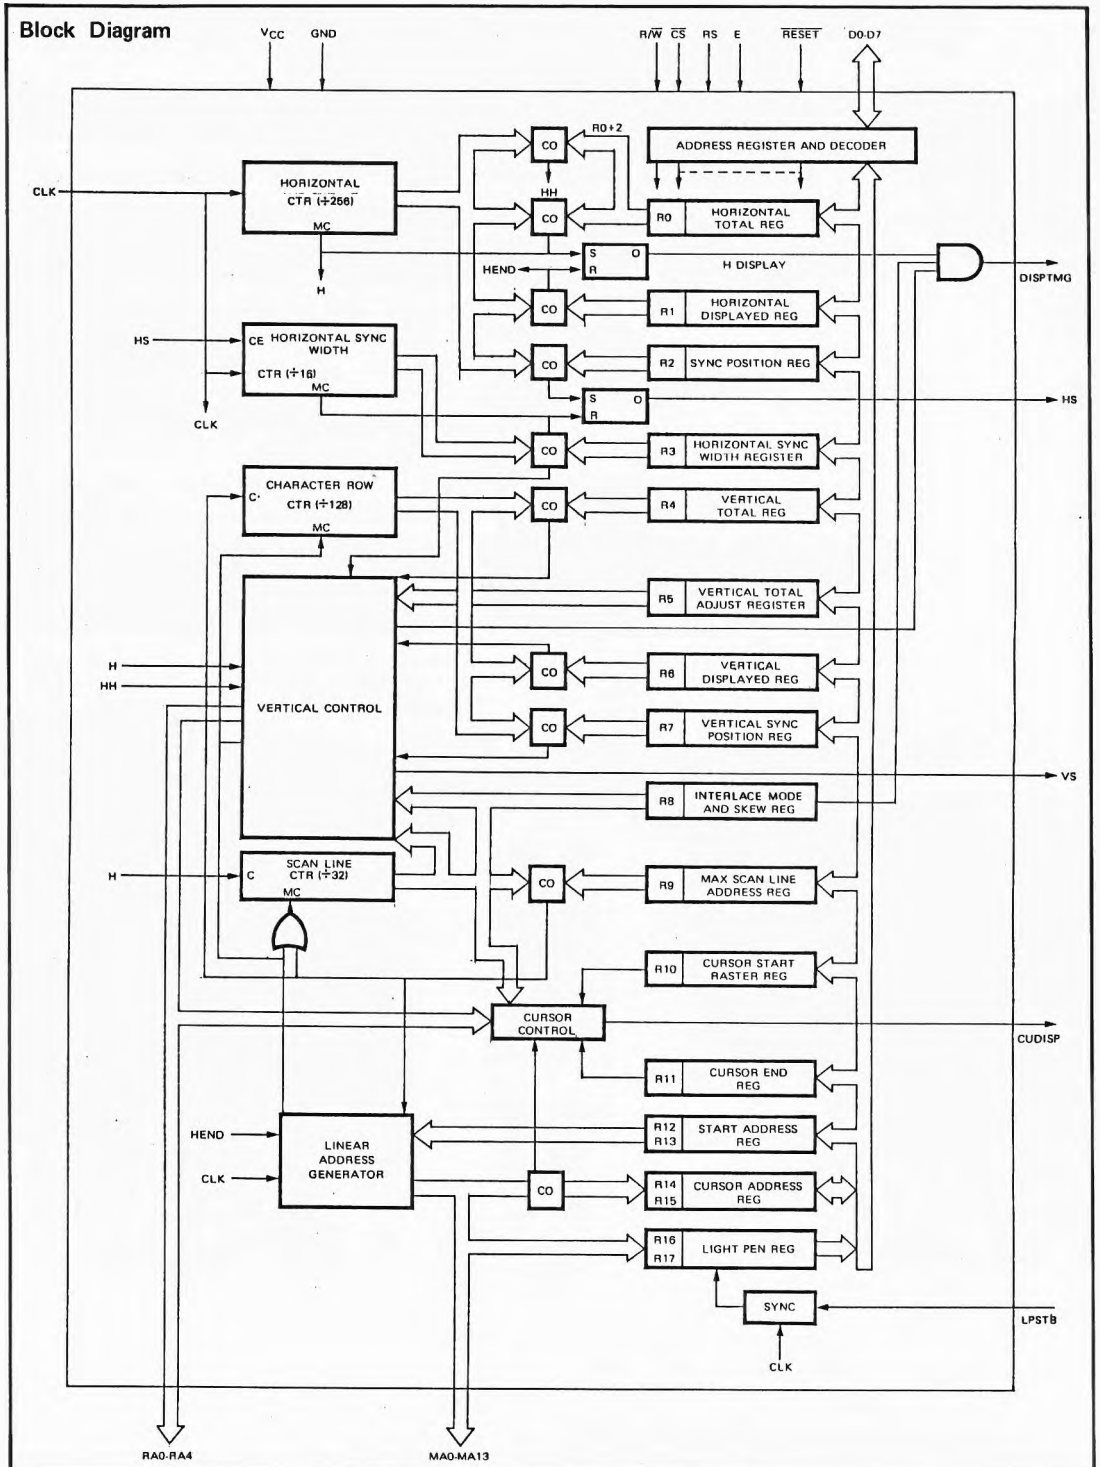 Block Diagram
VCC
GND
R/W
CS
RS
E
RESET
D0-D7
R0+2
CO
ADDRESS REGISTER AND DECODER
HORIZONTAL
CTR (÷256)
MC
CLK
HH
CO
R0
HORIZONTAL
TOTAL REG
S
O
R
H DISPLAY
HEND
H
DISPTMG
CO
R1
HORIZONTAL
DISPLAYED REG
HS
CE
HORIZONTAL SYNC
WIDTH
CTR (÷16)
MC
CLK
CO
R2
SYNC POSITION REG
S
O
R
HS
CO
R3
HORIZONTAL SYNC
WIDTH REGISTER
C
CHARACTER ROW
CTR (÷128)
MC
CO
R4
VERTICAL
TOTAL REG
R5
VERTICAL TOTAL
ADJUST REGISTER
H
HH
VERTICAL CONTROL
CO
R6
VERTICAL
DISPLAYED REG
CO
R7
VERTICAL SYNC
POSITION REG
VS
R8
INTERLACE MODE
AND SKEW REG
H
C
SCAN LINE
CTR (÷32)
MC
CO
R9
MAX SCAN LINE
ADDRESS REG
R10
CURSOR START
RASTER REG
CURSOR
CONTROL
CUDISP
R11
CURSOR END
REG
HEND
CLK
LINEAR
ADDRESS
GENERATOR
R12
R13
START ADDRESS
REG
CO
R14
R15
CURSOR ADDRESS
REG
R16
R17
LIGHT PEN REG
SYNC
LPSTB
CLK
RA0-RA4
MA0-MA13